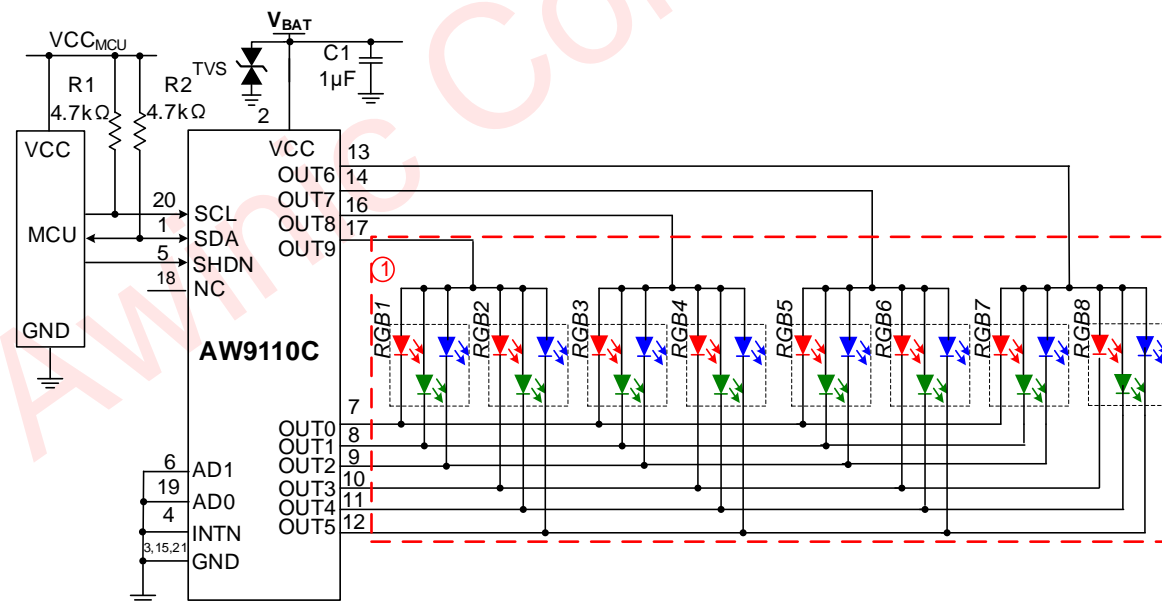 V_BAT
VCC_MCU
TVS
C1
1μF
R1
4.7kΩ
R2
4.7kΩ
2
VCC
MCU
GND
VCC
20
SCL
1
SDA
5
SHDN
18
NC
AW9110C
6
AD1
19
AD0
4
INTN
3,15,21
GND
13
OUT6
14
OUT7
16
OUT8
17
OUT9
7
OUT0
8
OUT1
9
OUT2
10
OUT3
11
OUT4
12
OUT5
①
RGB1
RGB2
RGB3
RGB4
RGB5
RGB6
RGB7
RGB8
Awinic Co